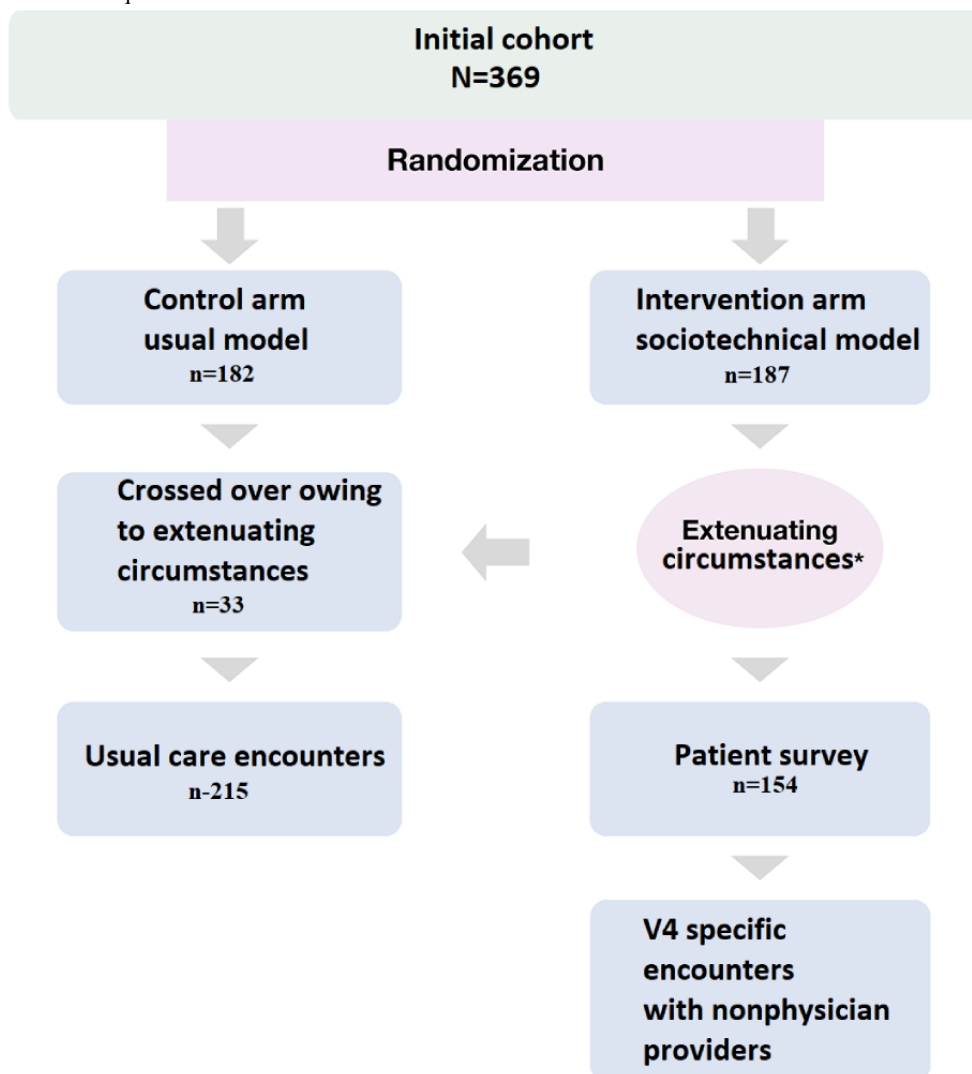 Initial cohort
N=369
Randomization
Control arm
usual model
n=182
Intervention arm
sociotechnical model
n=187
Crossed over owing
to extenuating
circumstances
n=33
Extenuating
circumstances*
Usual care encounters
n-215
Patient survey
n=154
V4 specific
encounters
with nonphysician
providers